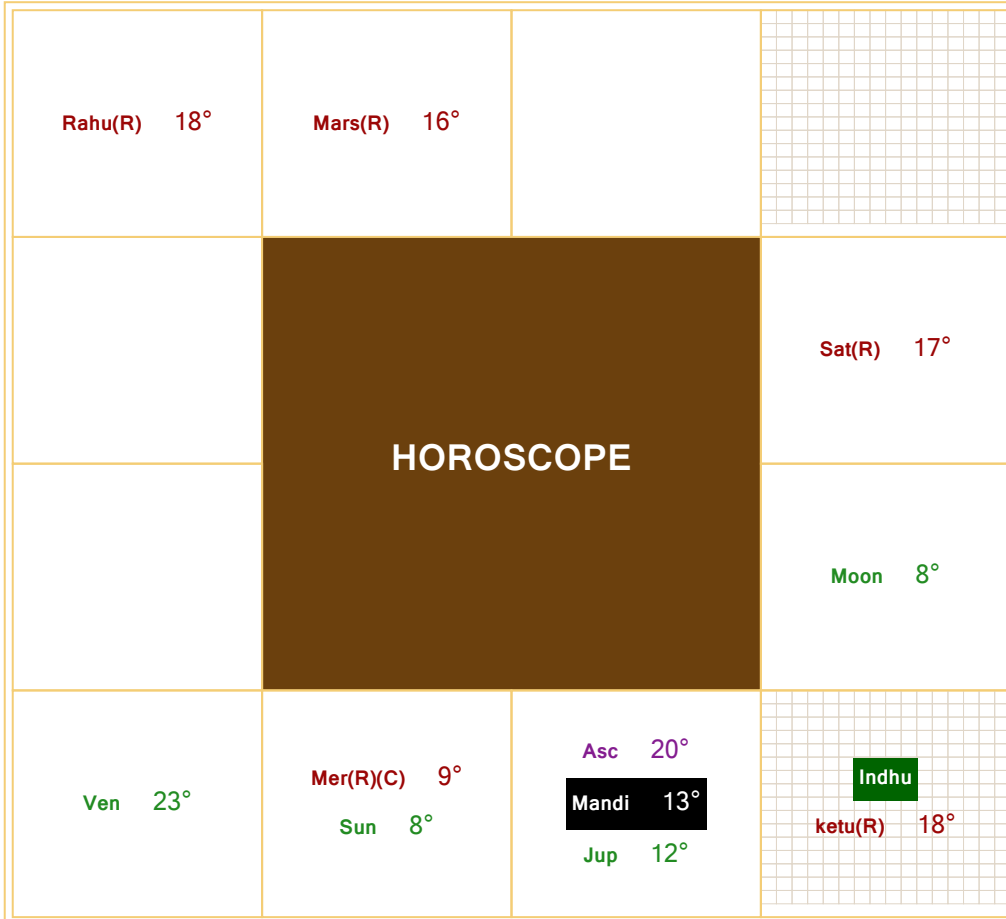 Rahu(R) 18°
Mars(R) 16°
Sat(R) 17°
HOROSCOPE
Moon 8°
Ven 23°
Mer(R)(C) 9°
Sun 8°
Asc 20°
Mandi 13°
Jup 12°
Indhu
ketu(R) 18°